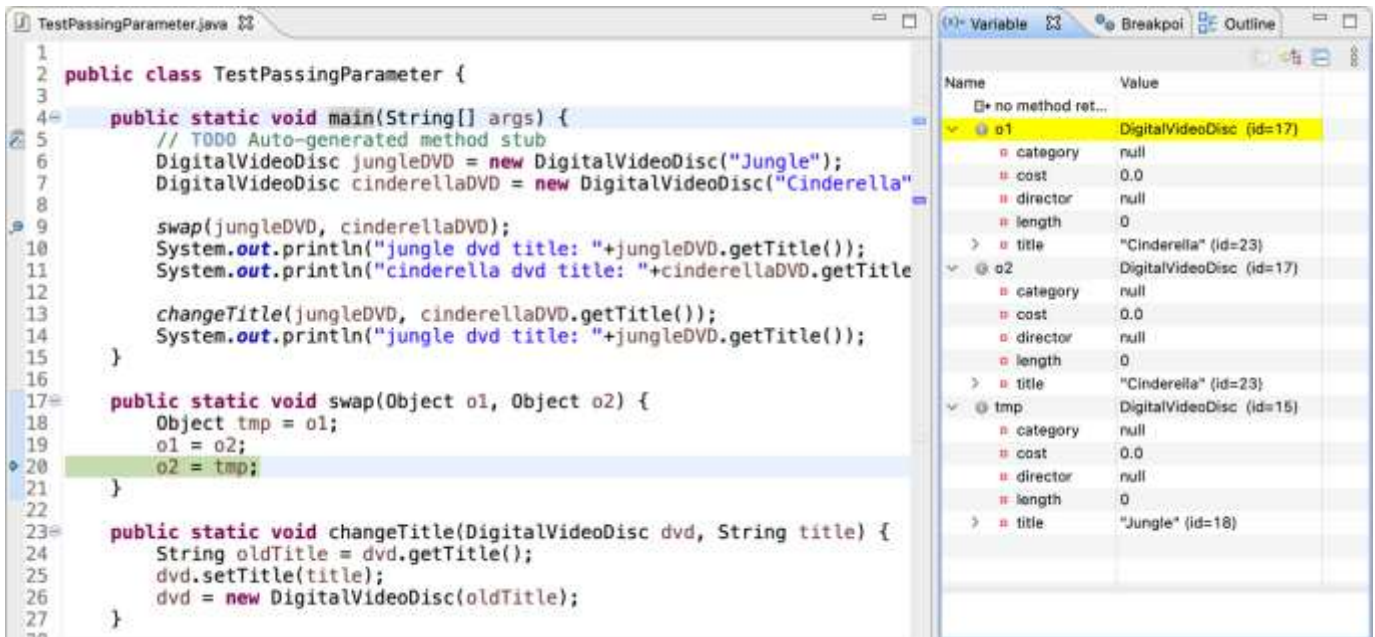 TestPassingParameter.java
1
2 public class TestPassingParameter {
3
4 public static void main(String[] args) {
5 // TODO Auto-generated method stub
6 DigitalVideoDisc jungleDVD = new DigitalVideoDisc("Jungle");
7 DigitalVideoDisc cinderellaDVD = new DigitalVideoDisc("Cinderella"
8
9 swap(jungleDVD, cinderellaDVD);
10 System.out.println("jungle dvd title: "+jungleDVD.getTitle());
11 System.out.println("cinderella dvd title: "+cinderellaDVD.getTitle
12
13 changeTitle(jungleDVD, cinderellaDVD.getTitle());
14 System.out.println("jungle dvd title: "+jungleDVD.getTitle());
15 }
16
17 public static void swap(Object o1, Object o2) {
18 Object tmp = o1;
19 o1 = o2;
20 o2 = tmp;
21 }
22
23 public static void changeTitle(DigitalVideoDisc dvd, String title) {
24 String oldTitle = dvd.getTitle();
25 dvd.setTitle(title);
26 dvd = new DigitalVideoDisc(oldTitle);
27 }
(x)= Variable Breakpoi Outline
Name Value
no method ret...
o1 DigitalVideoDisc (id=17)
category null
cost 0.0
director null
length 0
title "Cinderella" (id=23)
o2 DigitalVideoDisc (id=17)
category null
cost 0.0
director null
length 0
title "Cinderella" (id=23)
tmp DigitalVideoDisc (id=15)
category null
cost 0.0
director null
length 0
title "Jungle" (id=18)